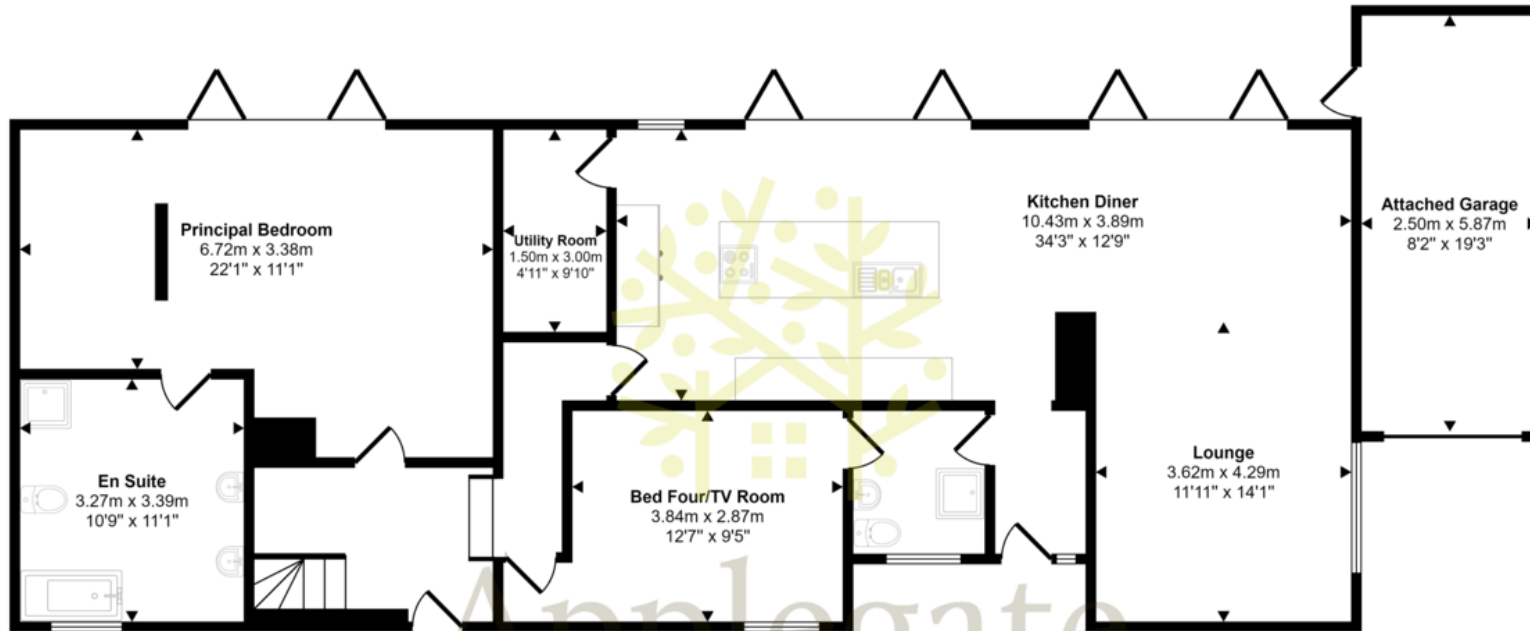 Principal Bedroom
6.72m x 3.38m
22'1" x 11'1"
Utility Room
1.50m x 3.00m
4'11" x 9'10"
Kitchen Diner
10.43m x 3.89m
34'3" x 12'9"
Attached Garage
2.50m x 5.87m
8'2" x 19'3"
En Suite
3.27m x 3.39m
10'9" x 11'1"
Bed Four/TV Room
3.84m x 2.87m
12'7" x 9'5"
Lounge
3.62m x 4.29m
11'11" x 14'1"
Applegate